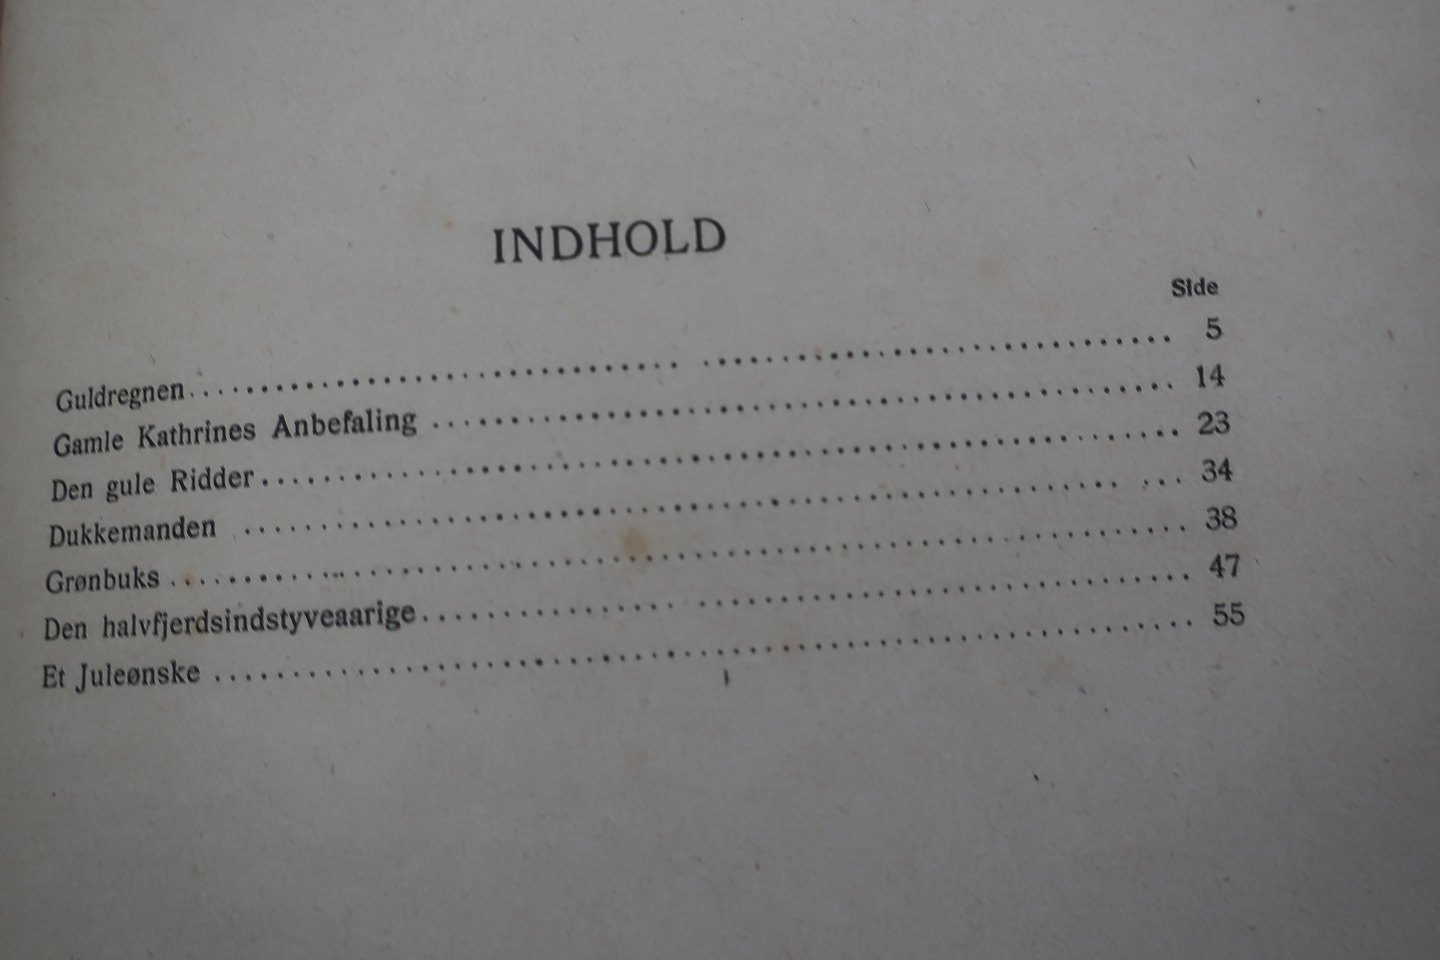 INDHOLD
Side
Guldregnen . . . . . . . . . . . . . . . . . . . . 5
Gamle Kathrines Anbefaling . . . . . . . . . . . . . . . . . . . . 14
Den gule Ridder . . . . . . . . . . . . . . . . . . . . 23
Dukkemanden . . . . . . . . . . . . . . . . . . . . 34
Grønbuks . . . . . . . . . . . . . . . . . . . . 38
Den halvfjerdsindstyveaarige . . . . . . . . . . . . . . . . . . . . 47
Et Juleønske . . . . . . . . . . . . . . . . . . . . 55